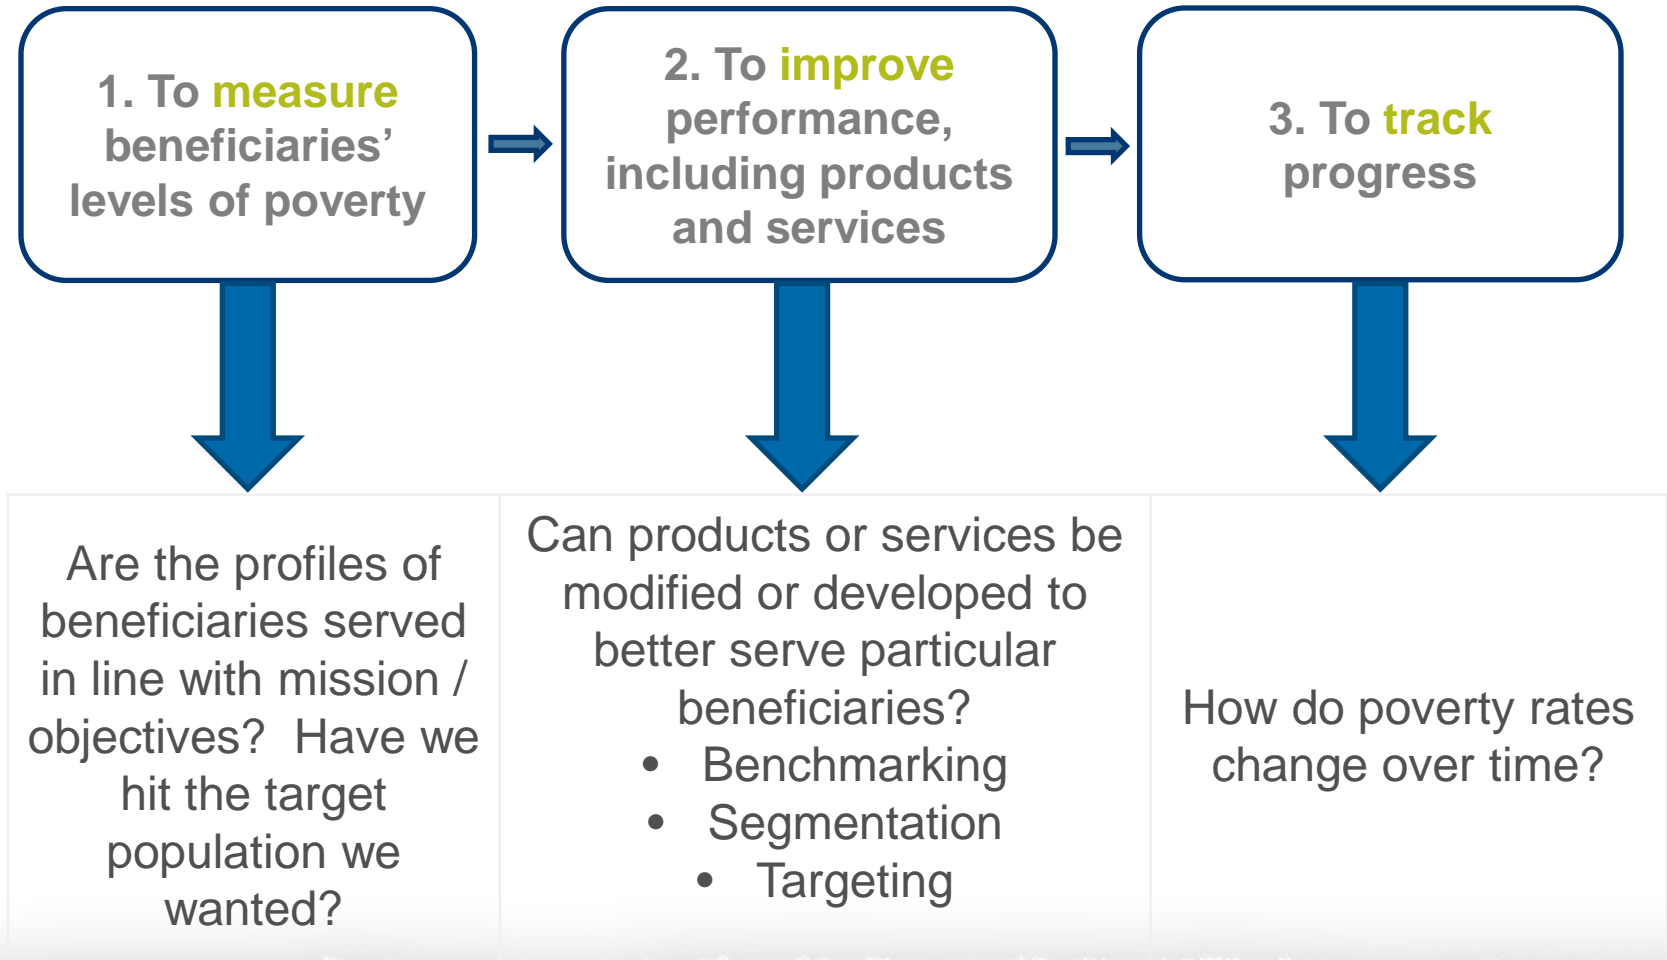 1. To measure
beneficiaries’
levels of poverty
2. To improve
performance,
including products
and services
3. To track
progress
Are the profiles of
beneficiaries served
in line with mission /
objectives?  Have we
hit the target
population we
wanted?
Can products or services be
modified or developed to
better serve particular
beneficiaries?
• Benchmarking
• Segmentation
• Targeting
How do poverty rates
change over time?